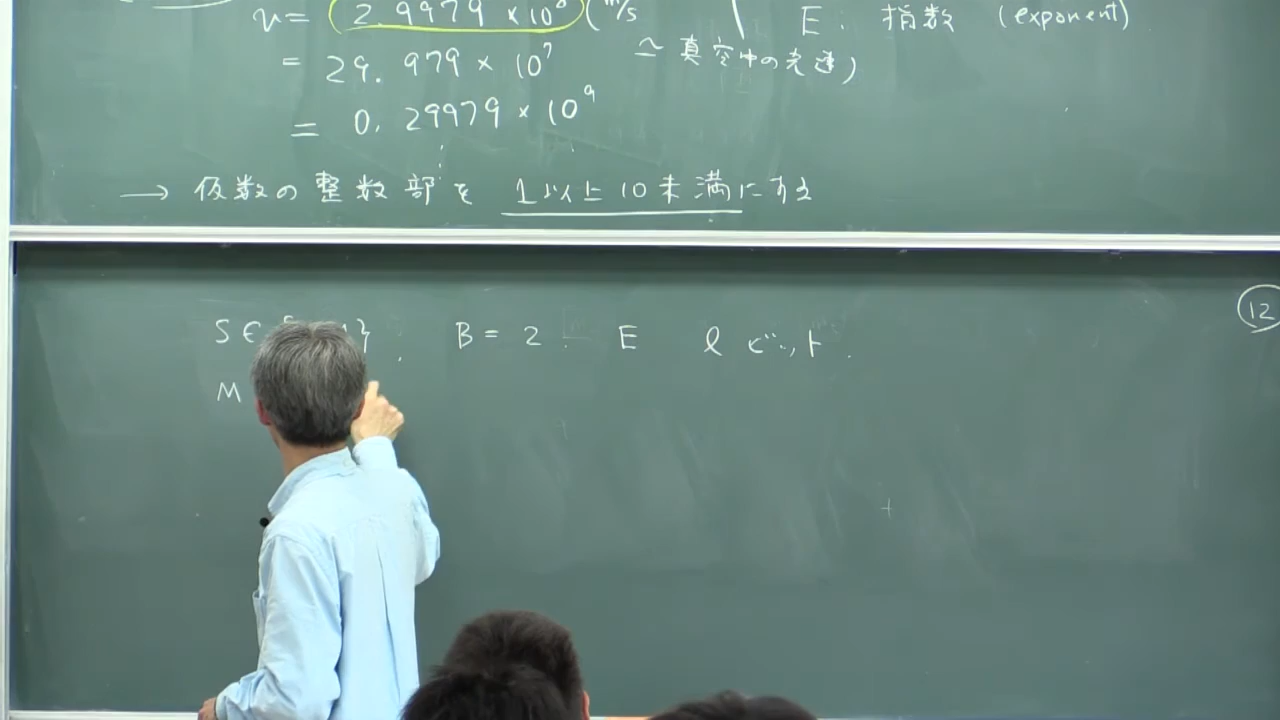 v = 2.9979 × 10⁸ (m/s E. 指数 (exponent)
= 29.979 × 10⁷ ≃ 真空中の光速)
= 0.29979 × 10⁹
→ 仮数の整数部を 1以上10未満にする
12
S ∈ 1}. B = 2. E l ビット.
M